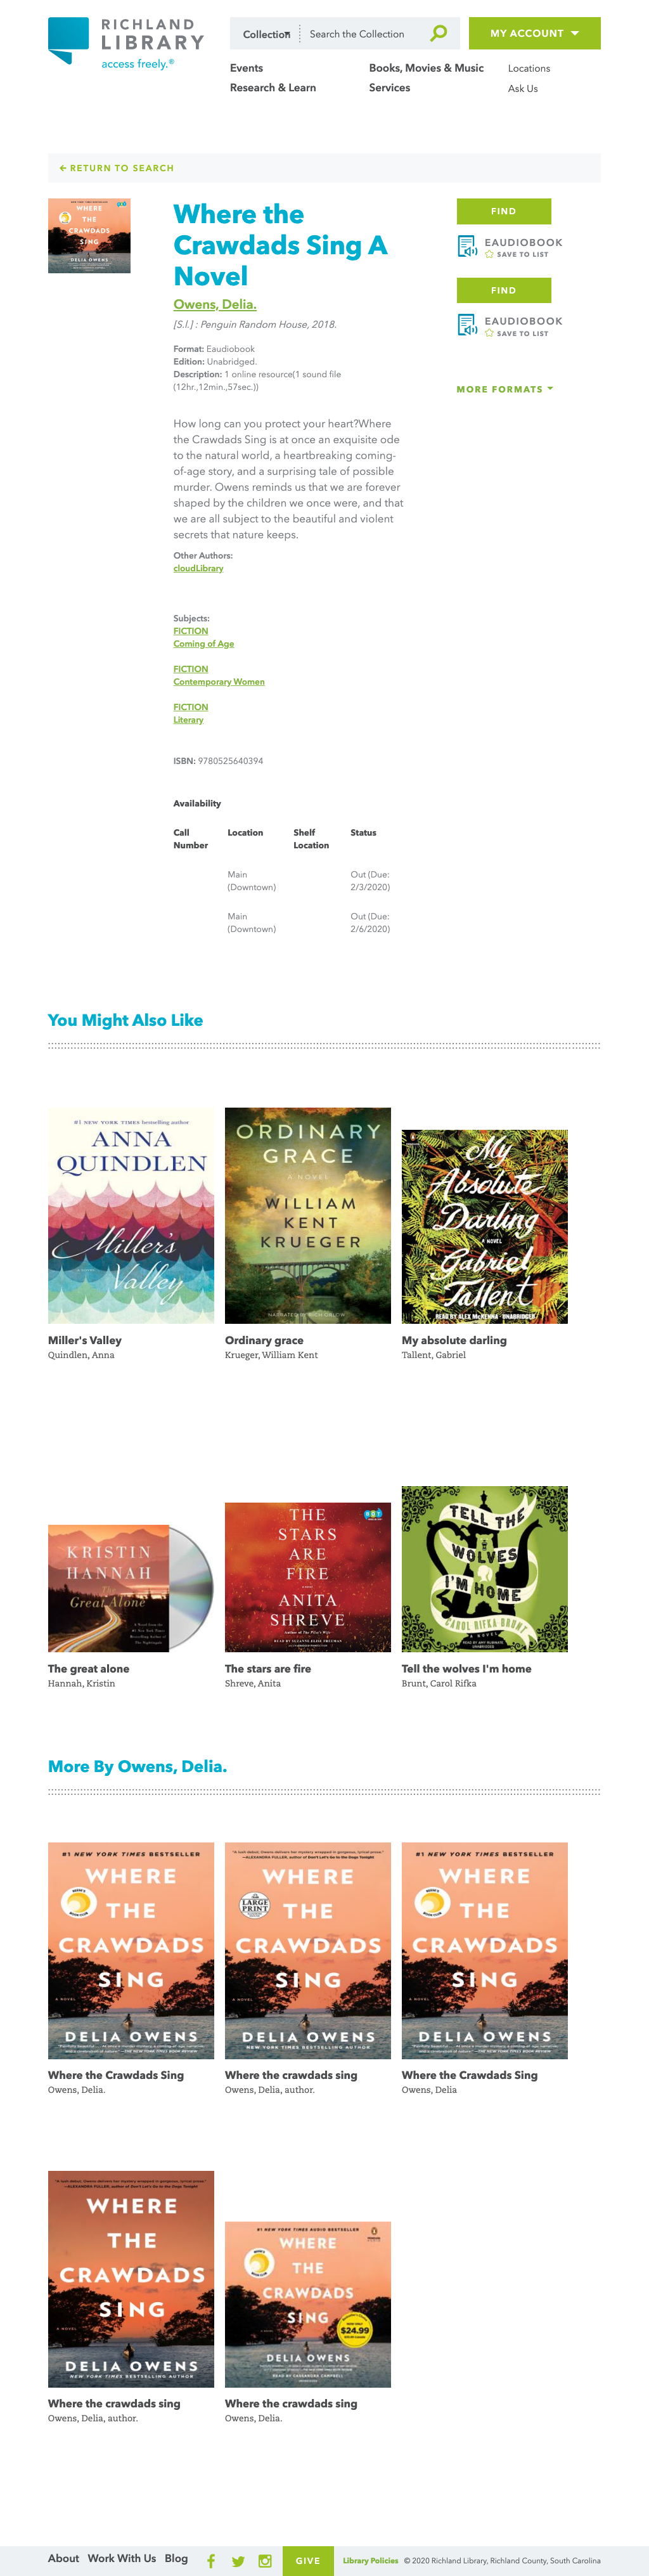 RICHLAND
LIBRARY
access freely.®
Collection
Search the Collection
MY ACCOUNT
Events
Books, Movies & Music
Locations
Research & Learn
Services
Ask Us
RETURN TO SEARCH
WHERE
THE
CRAWDADS
SING
DELIA OWENS
Where the
Crawdads Sing A
Novel
Owens, Delia.
[S.l.] : Penguin Random House, 2018.
Format: Eaudiobook
Edition: Unabridged.
Description: 1 online resource(1 sound file
(12hr.,12min.,57sec.))
FIND
EAUDIOBOOK
SAVE TO LIST
FIND
EAUDIOBOOK
SAVE TO LIST
MORE FORMATS
How long can you protect your heart?Where
the Crawdads Sing is at once an exquisite ode
to the natural world, a heartbreaking coming-
of-age story, and a surprising tale of possible
murder. Owens reminds us that we are forever
shaped by the children we once were, and that
we are all subject to the beautiful and violent
secrets that nature keeps.
Other Authors:
cloudLibrary
Subjects:
FICTION
Coming of Age
FICTION
Contemporary Women
FICTION
Literary
ISBN: 9780525640394
Availability
Call Number Location Shelf Location Status
Main (Downtown) Out (Due: 2/3/2020)
Main (Downtown) Out (Due: 2/6/2020)
You Might Also Like
#1 NEW YORK TIMES bestselling author
ANNA
QUINDLEN
Miller's
Valley
Miller's Valley
Quindlen, Anna
ORDINARY
GRACE
A NOVEL
WILLIAM
KENT
KRUEGER
NARRATED BY RICH ORLOW
Ordinary grace
Krueger, William Kent
My
Absolute
Darling
A NOVEL
Gabriel
Tallent
READ BY ALEX McKENNA · UNABRIDGED
My absolute darling
Tallent, Gabriel
KRISTIN
HANNAH
The
Great Alone
The great alone
Hannah, Kristin
THE
STARS
ARE
FIRE
ANITA
SHREVE
The stars are fire
Shreve, Anita
TELL THE
WOLVES
I'M HOME
CAROL RIFKA BRUNT
Tell the wolves I'm home
Brunt, Carol Rifka
More By Owens, Delia.
#1 NEW YORK TIMES BESTSELLER
WHERE
THE
CRAWDADS
SING
A NOVEL
DELIA OWENS
Where the Crawdads Sing
Owens, Delia.
WHERE
LARGE
PRINT
THE
CRAWDADS
SING
A NOVEL
DELIA OWENS
NEW YORK TIMES BESTSELLING AUTHOR
Where the crawdads sing
Owens, Delia, author.
#1 NEW YORK TIMES BESTSELLER
WHERE
THE
CRAWDADS
SING
A NOVEL
DELIA OWENS
Where the Crawdads Sing
Owens, Delia
WHERE
THE
CRAWDADS
SING
A NOVEL
DELIA OWENS
NEW YORK TIMES BESTSELLING AUTHOR
Where the crawdads sing
Owens, Delia, author.
#1 NEW YORK TIMES AUDIO BESTSELLER
WHERE
THE
CRAWDADS
SING
$24.99
DELIA OWENS
READ BY CASSANDRA CAMPBELL
Where the crawdads sing
Owens, Delia.
About
Work With Us
Blog
GIVE
Library Policies
© 2020 Richland Library, Richland County, South Carolina